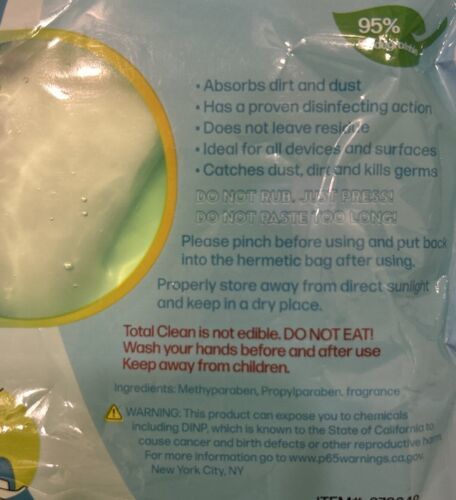 95%
• Absorbs dirt and dust
• Has a proven disinfecting action
• Does not leave residue
• Ideal for all devices and surfaces
• Catches dust, dirt and kills germs
DO NOT RUB, JUST PRESS!
DO NOT PASTE TOO LONG!
Please pinch before using and put back
into the hermetic bag after using.
Properly store away from direct sunlight
and keep in a dry place.
Total Clean is not edible. DO NOT EAT!
Wash your hands before and after use
Keep away from children.
Ingredients: Methyparaben, Propylparaben, fragrance
WARNING: This product can expose you to chemicals
including DINP, which is known to the State of California to
cause cancer and birth defects or other reproductive harm.
For more information go to www.p65warnings.ca.gov.
New York City, NY
ITEM#: